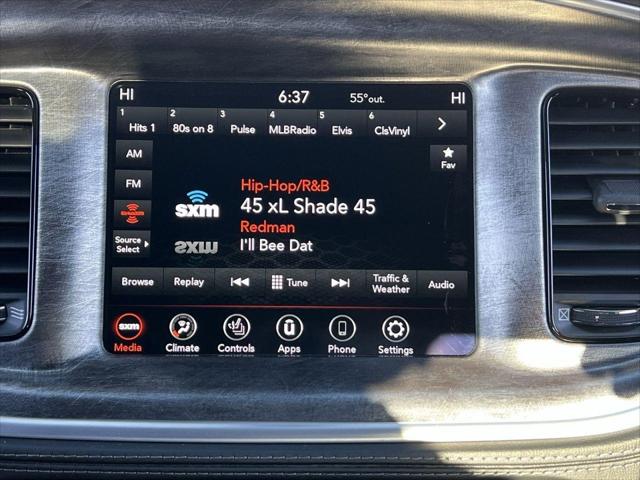 HI 6:37 55°out. HI
1 2 3 4 5 6
Hits 1 80s on 8 Pulse MLBRadio Elvis ClsVinyl
AM
Fav
FM
Hip-Hop/R&B
sxm 45 xL Shade 45
SiriusXM
Redman
Source Select
sxm I'll Bee Dat
Browse Replay Tune Traffic & Weather Audio
sxm
Media Climate Controls Apps Phone Settings